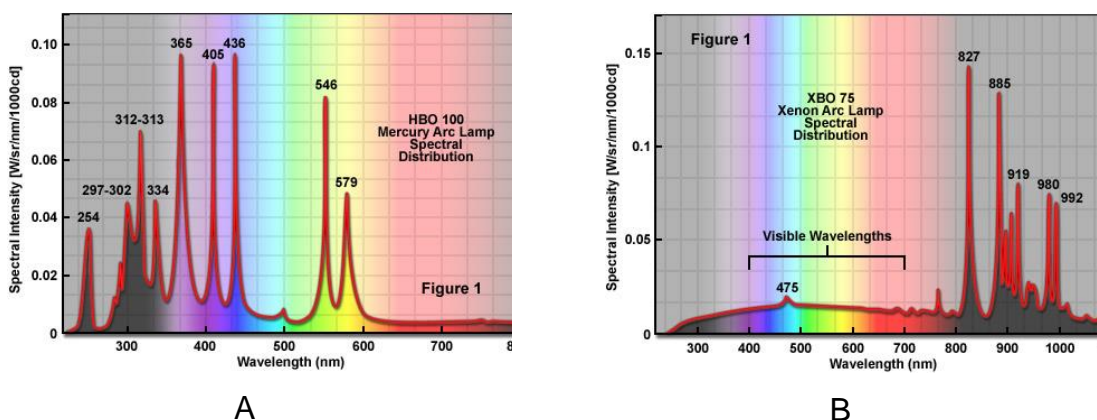 0.10
0.08
0.06
0.04
0.02
0
Spectral Intensity [W/sr/nm/1000cd]
254
297-302
312-313
334
365
405
436
546
579
HBO 100
Mercury Arc Lamp
Spectral
Distribution
Figure 1
300 400 500 600 700 8
Wavelength (nm)
A
0.15
0.1
0.05
0
Spectral Intensity [W/sr/nm/1000cd]
Figure 1
XBO 75
Xenon Arc Lamp
Spectral
Distribution
Visible Wavelengths
475
827
885
919
980
992
300 400 500 600 700 800 900 1000
Wavelength (nm)
B